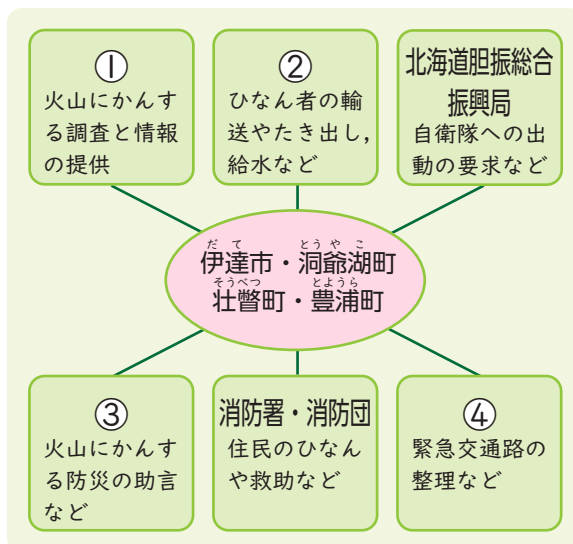 ①
火山にかんす
る調査と情報
の提供
②
ひなん者の輸
送やたき出し，
給水など
北海道胆振総合
振興局
自衛隊への出
動の要求など
だて とうやこ
伊達市・洞爺湖町
そうべつ とようら
壮瞥町・豊浦町
③
火山にかんす
る防災の助言
など
消防署・消防団
住民のひなん
や救助など
④
緊急交通路の
整理など